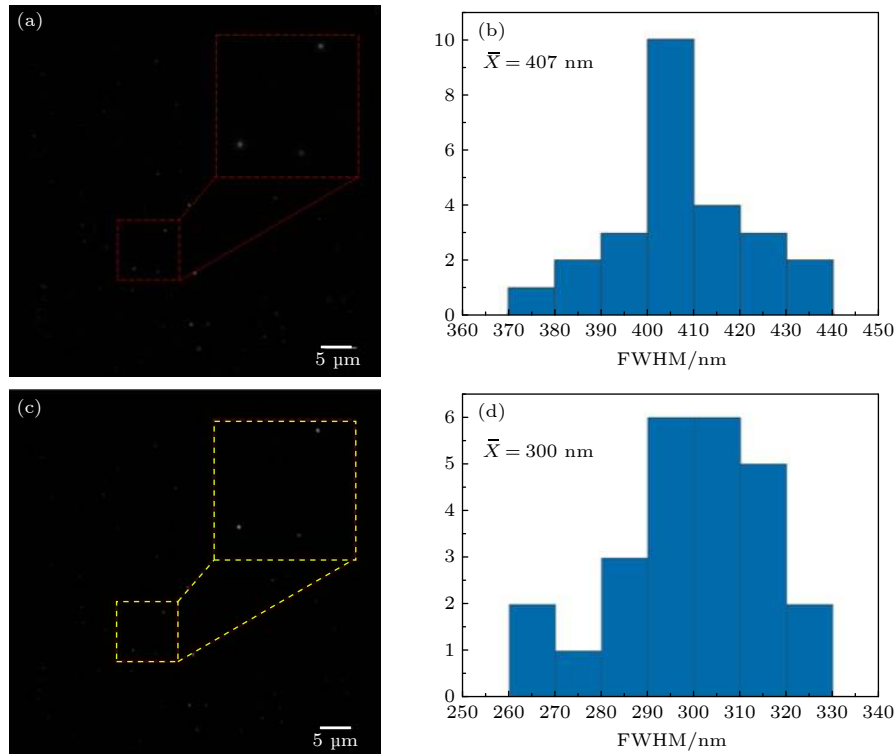 (a)
5 µm
(b)
X̄ = 407 nm
10
8
6
4
2
0
360 370 380 390 400 410 420 430 440 450
FWHM/nm
(c)
5 µm
(d)
X̄ = 300 nm
6
5
4
3
2
1
0
250 260 270 280 290 300 310 320 330 340
FWHM/nm